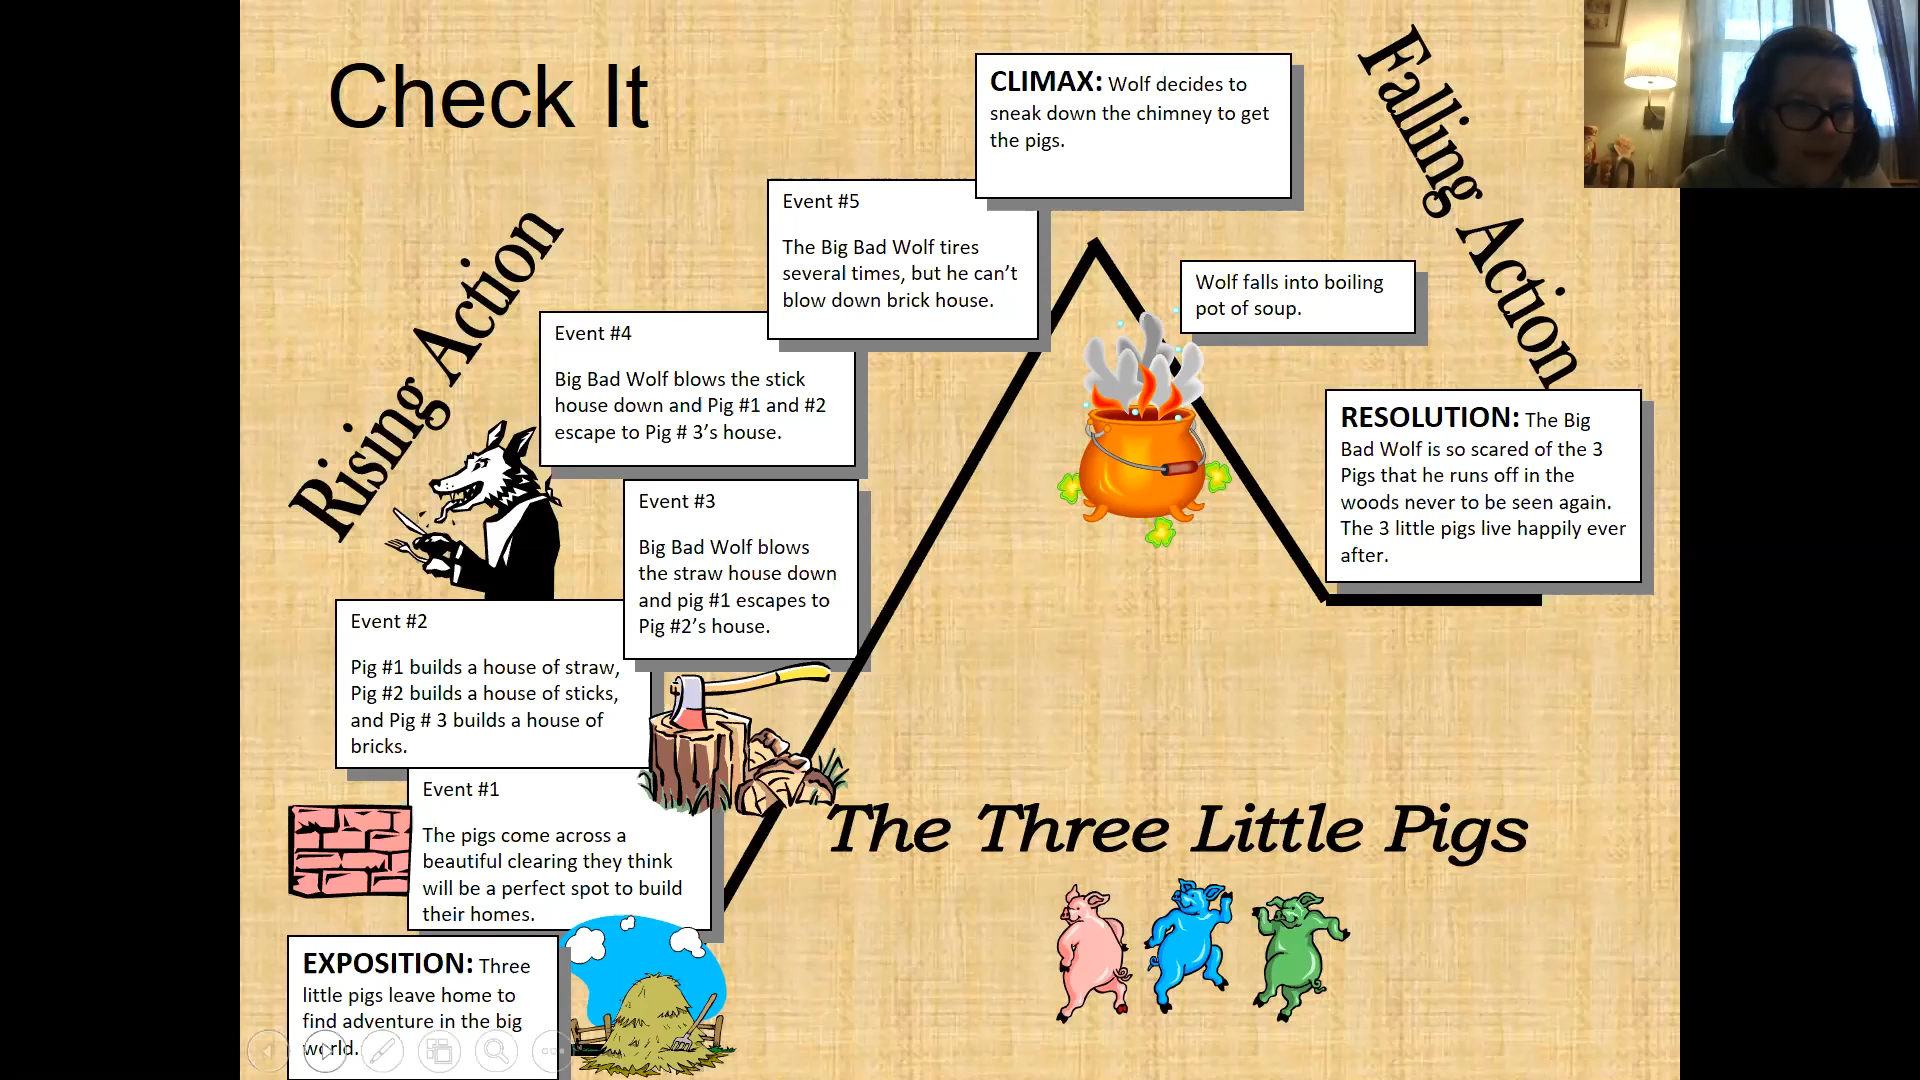 Check It
CLIMAX: Wolf decides to
sneak down the chimney to get
the pigs.
Falling Action
Event #5
The Big Bad Wolf tires
several times, but he can’t
blow down brick house.
Rising Action
Wolf falls into boiling
pot of soup.
Event #4
Big Bad Wolf blows the stick
house down and Pig #1 and #2
escape to Pig # 3’s house.
RESOLUTION: The Big
Bad Wolf is so scared of the 3
Pigs that he runs off in the
woods never to be seen again.
The 3 little pigs live happily ever
after.
Event #3
Big Bad Wolf blows
the straw house down
and pig #1 escapes to
Pig #2’s house.
Event #2
Pig #1 builds a house of straw,
Pig #2 builds a house of sticks,
and Pig # 3 builds a house of
bricks.
Event #1
The pigs come across a
beautiful clearing they think
will be a perfect spot to build
their homes.
The Three Little Pigs
EXPOSITION: Three
little pigs leave home to
find adventure in the big
world.